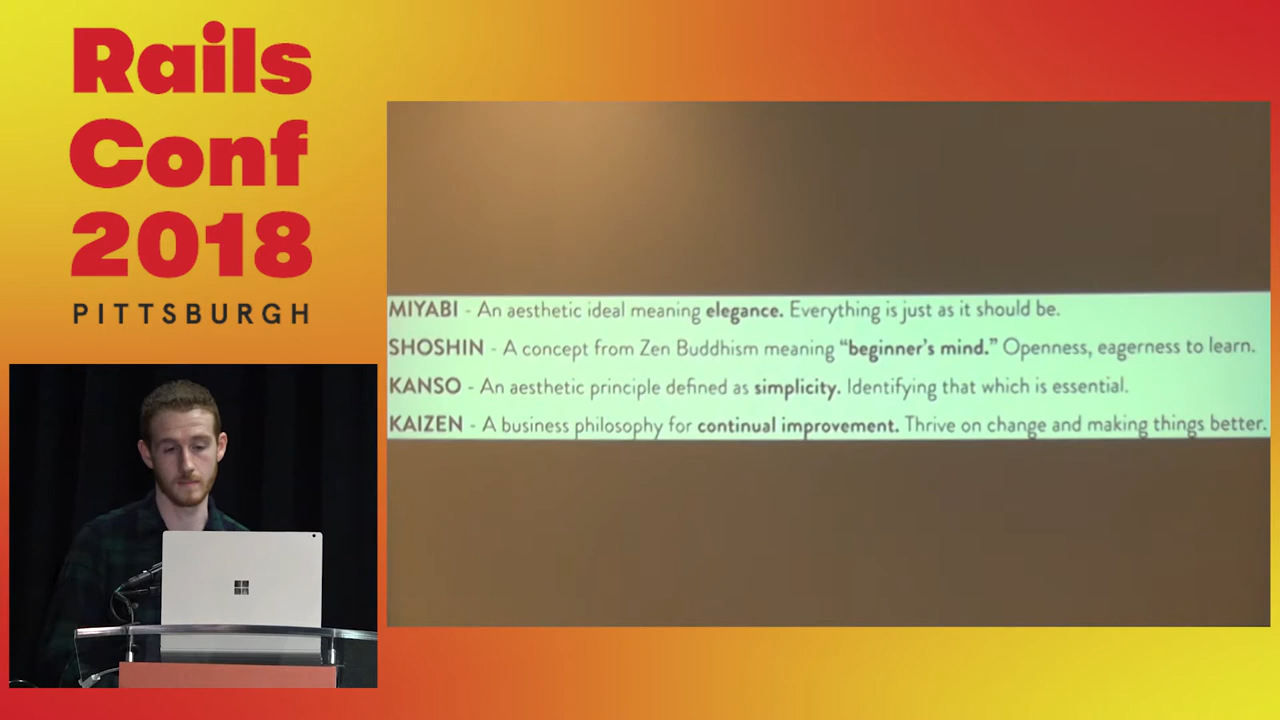 Rails
Conf
2018
PITTSBURGH
MIYABI - An aesthetic ideal meaning elegance. Everything is just as it should be.
SHOSHIN - A concept from Zen Buddhism meaning “beginner’s mind.” Openness, eagerness to learn.
KANSO - An aesthetic principle defined as simplicity. Identifying that which is essential.
KAIZEN - A business philosophy for continual improvement. Thrive on change and making things better.